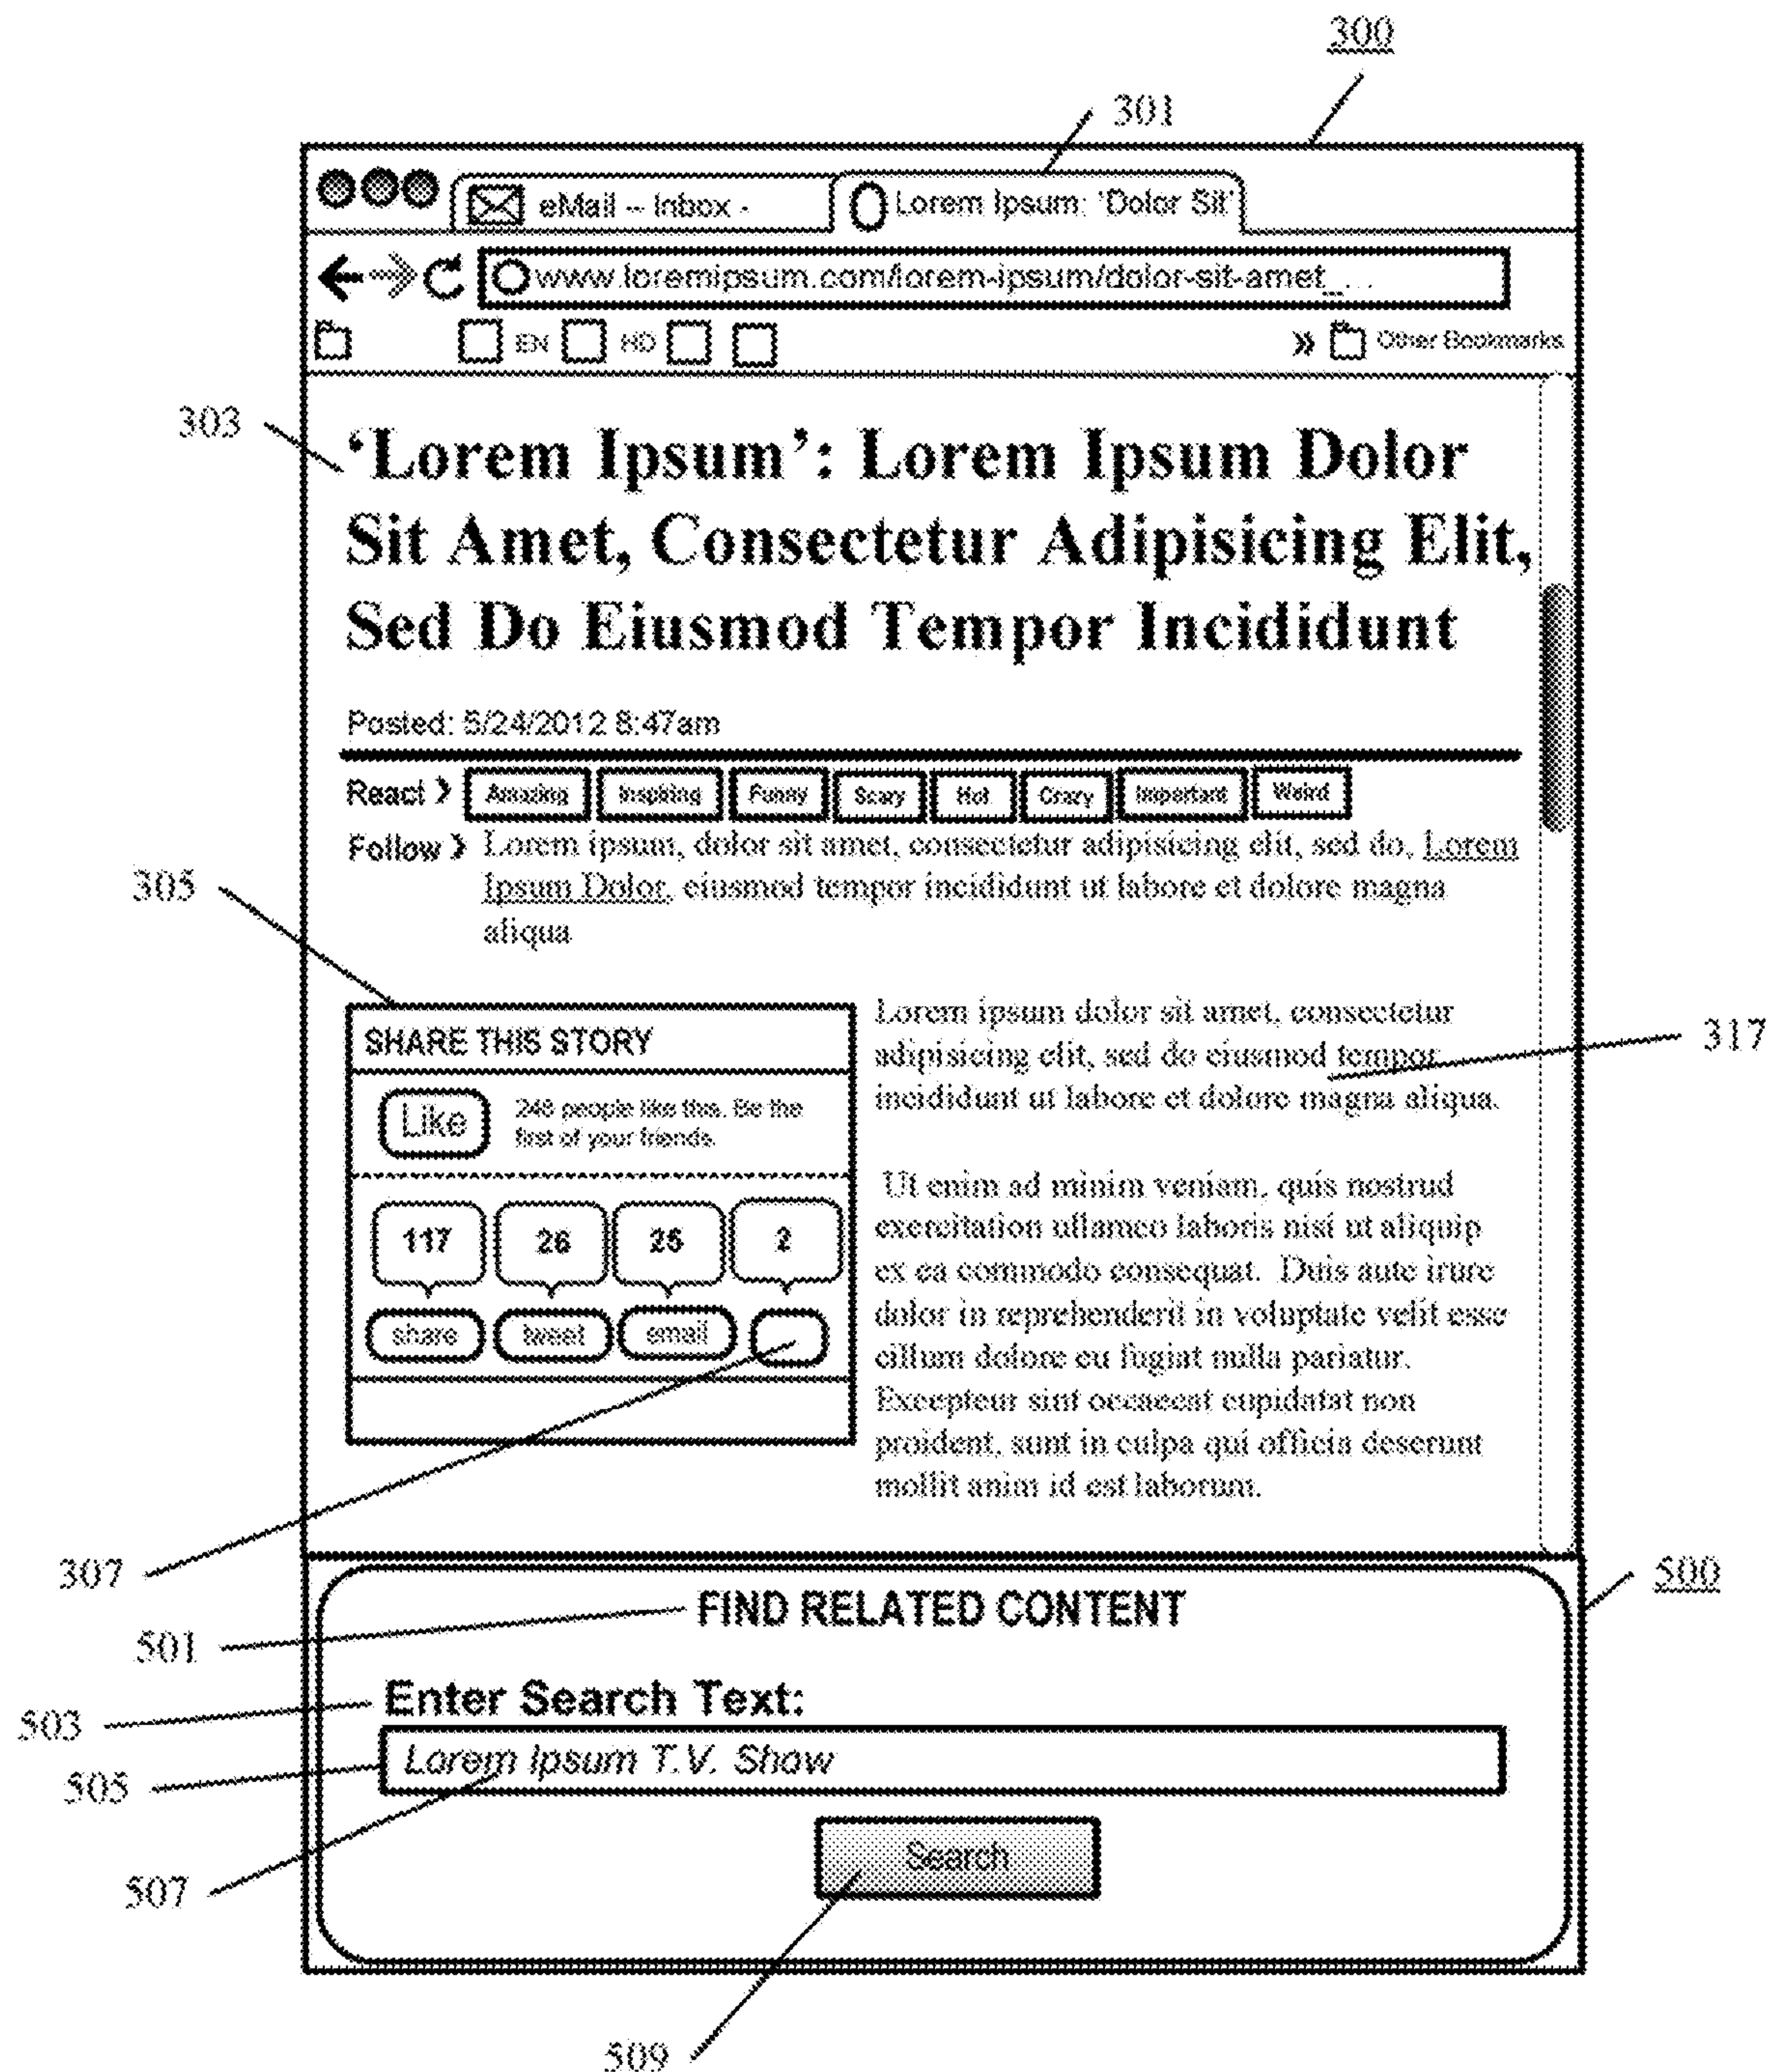 300
301
eMail – Inbox -
Lorem Ipsum: 'Dolor Sit'
www.loremipsum.com/lorem-ipsum/dolor-sit-amet_...
EN HD » Other Bookmarks
303
‘Lorem Ipsum’: Lorem Ipsum Dolor
Sit Amet, Consectetur Adipisicing Elit,
Sed Do Eiusmod Tempor Incididunt
Posted: 5/24/2012 8:47am
React › Amazing Inspiring Funny Scary Hot Crazy Important Weird
Follow › Lorem ipsum, dolor sit amet, consectetur adipisicing elit, sed do, Lorem
Ipsum Dolor, eiusmod tempor incididunt ut labore et dolore magna
aliqua
305
SHARE THIS STORY
Like
246 people like this. Be the
first of your friends.
117 26 25 2
share tweet email
307
Lorem ipsum dolor sit amet, consectetur
adipisicing elit, sed do eiusmod tempor
incididunt ut labore et dolore magna aliqua.
317
Ut enim ad minim veniam, quis nostrud
exercitation ullamco laboris nisi ut aliquip
ex ea commodo consequat. Duis aute irure
dolor in reprehenderit in voluptate velit esse
cillum dolore eu fugiat nulla pariatur.
Excepteur sint occaecat cupidatat non
proident, sunt in culpa qui officia deserunt
mollit anim id est laborum.
500
FIND RELATED CONTENT
501
Enter Search Text:
503
Lorem Ipsum T.V. Show
505
507
Search
509